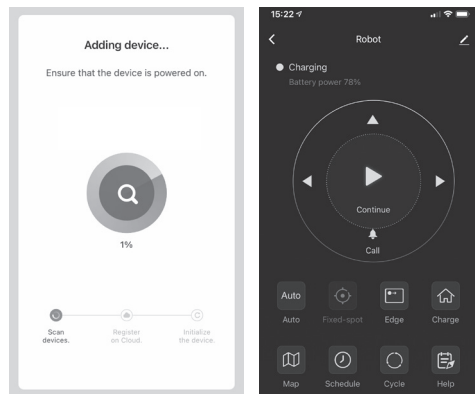 Adding device...
Ensure that the device is powered on.
1%
Scan
devices.
Register
on Cloud.
Initialize
the device.
15:22
Robot
Charging
Battery power 78%
Continue
Call
Auto
Auto
Fixed-spot
Edge
Charge
Map
Schedule
Cycle
Help